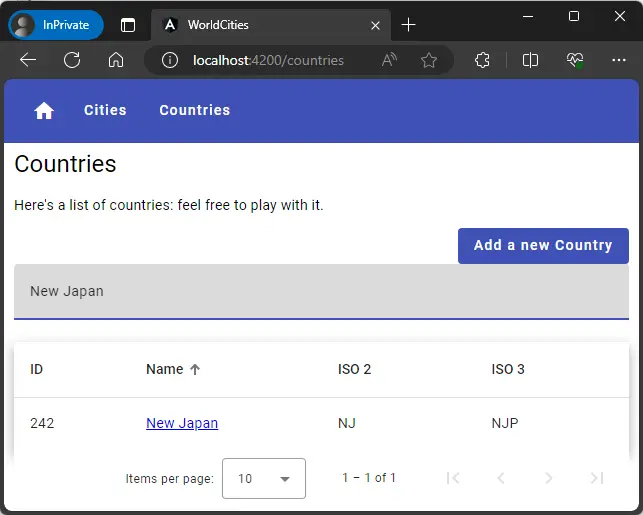 InPrivate WorldCities
localhost:4200/countries
Cities Countries
Countries
Here's a list of countries: feel free to play with it.
Add a new Country
New Japan
ID Name ISO 2 ISO 3
242 New Japan NJ NJP
Items per page: 10 1 – 1 of 1